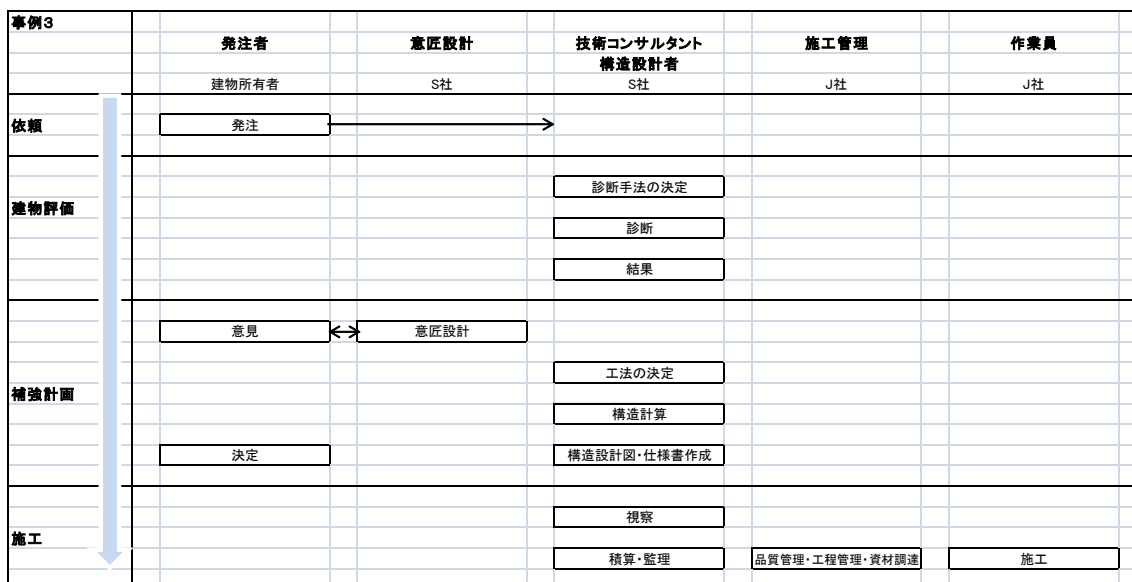 事例3
発注者 意匠設計 技術コンサルタント 施工管理 作業員
構造設計者
建物所有者 S社 S社 J社 J社
依頼 発注
診断手法の決定
建物評価
診断
結果
意見 意匠設計
工法の決定
補強計画
構造計算
決定 構造設計図・仕様書作成
視察
施工
積算・監理 品質管理・工程管理・資材調達 施工